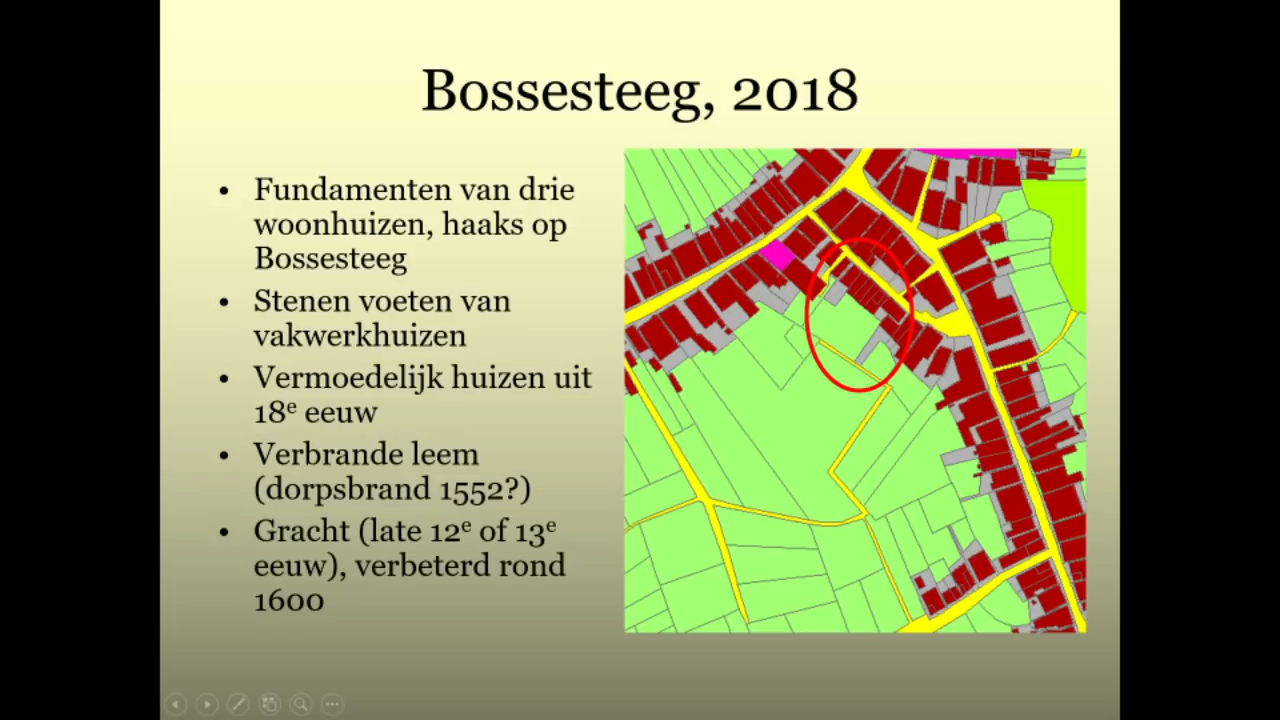 Bossesteeg, 2018
• Fundamenten van drie
woonhuizen, haaks op
Bossesteeg
• Stenen voeten van
vakwerkhuizen
• Vermoedelijk huizen uit
18e eeuw
• Verbrande leem
(dorpsbrand 1552?)
• Gracht (late 12e of 13e
eeuw), verbeterd rond
1600